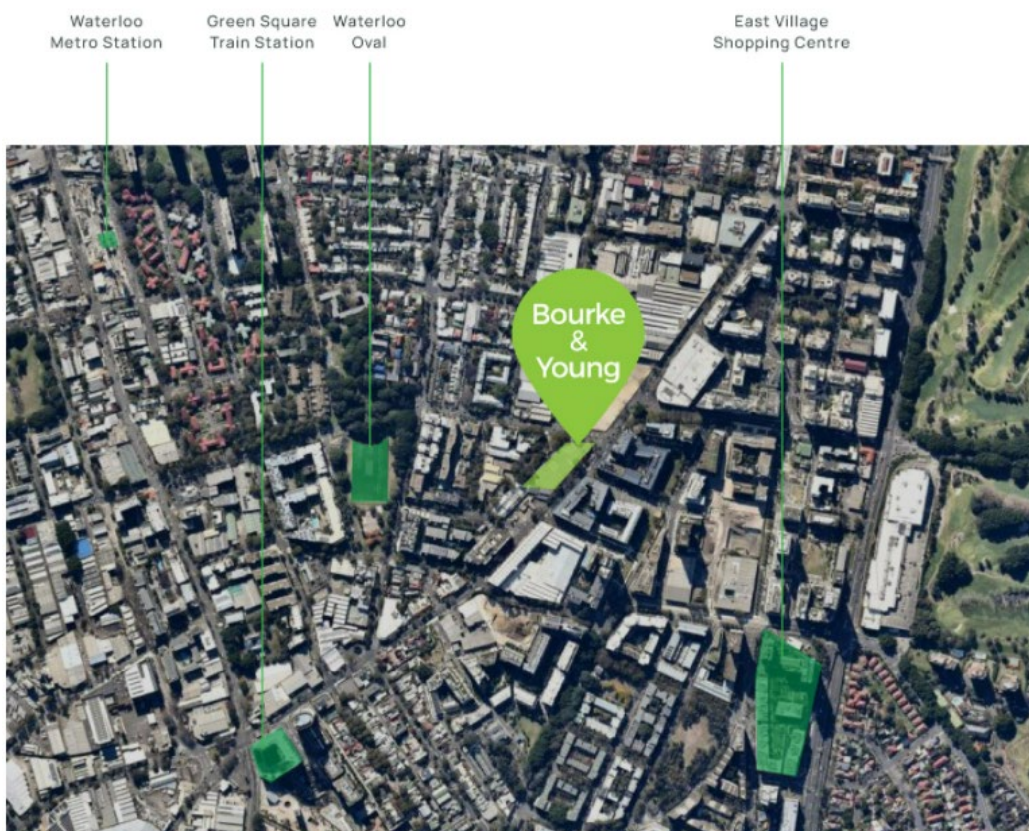 Waterloo
Metro Station
Green Square
Train Station
Waterloo
Oval
East Village
Shopping Centre
Bourke
&
Young